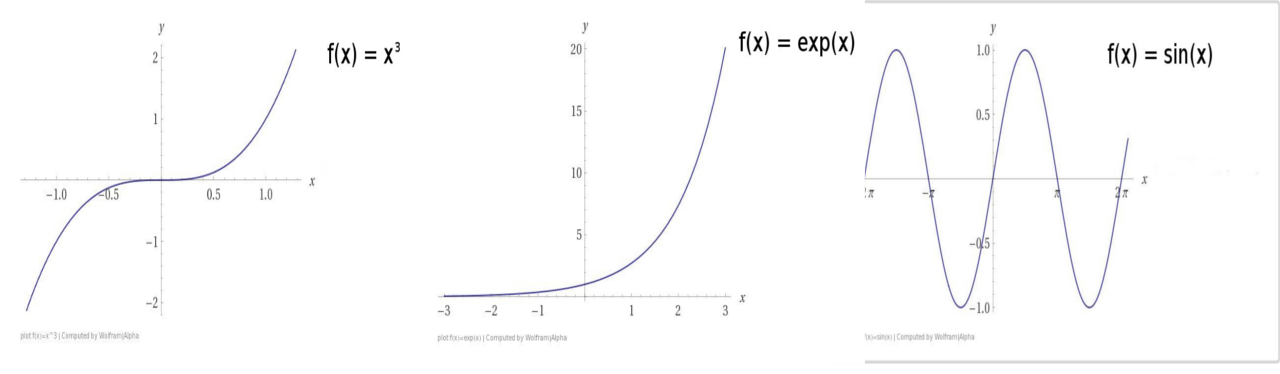 y
2
1
x
−1.0
−0.5
0.5
1.0
−1
−2
f(x) = x³
plot f(x)=x^3 | Computed by Wolfram|Alpha
y
20
15
10
5
x
−3
−2
−1
1
2
3
f(x) = exp(x)
plot f(x)=exp(x) | Computed by Wolfram|Alpha
y
1.0
0.5
x
π
−π
π
2π
−0.5
−1.0
f(x) = sin(x)
f(x)=sin(x) | Computed by Wolfram|Alpha